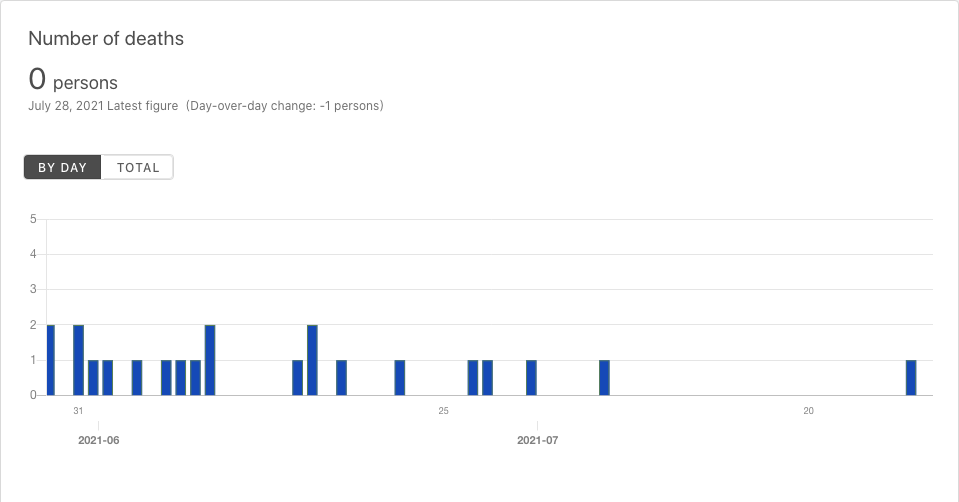 Number of deaths
0 persons
July 28, 2021 Latest figure (Day-over-day change: -1 persons)
BY DAY TOTAL
5
4
3
2
1
0
31 25 20
2021-06 2021-07